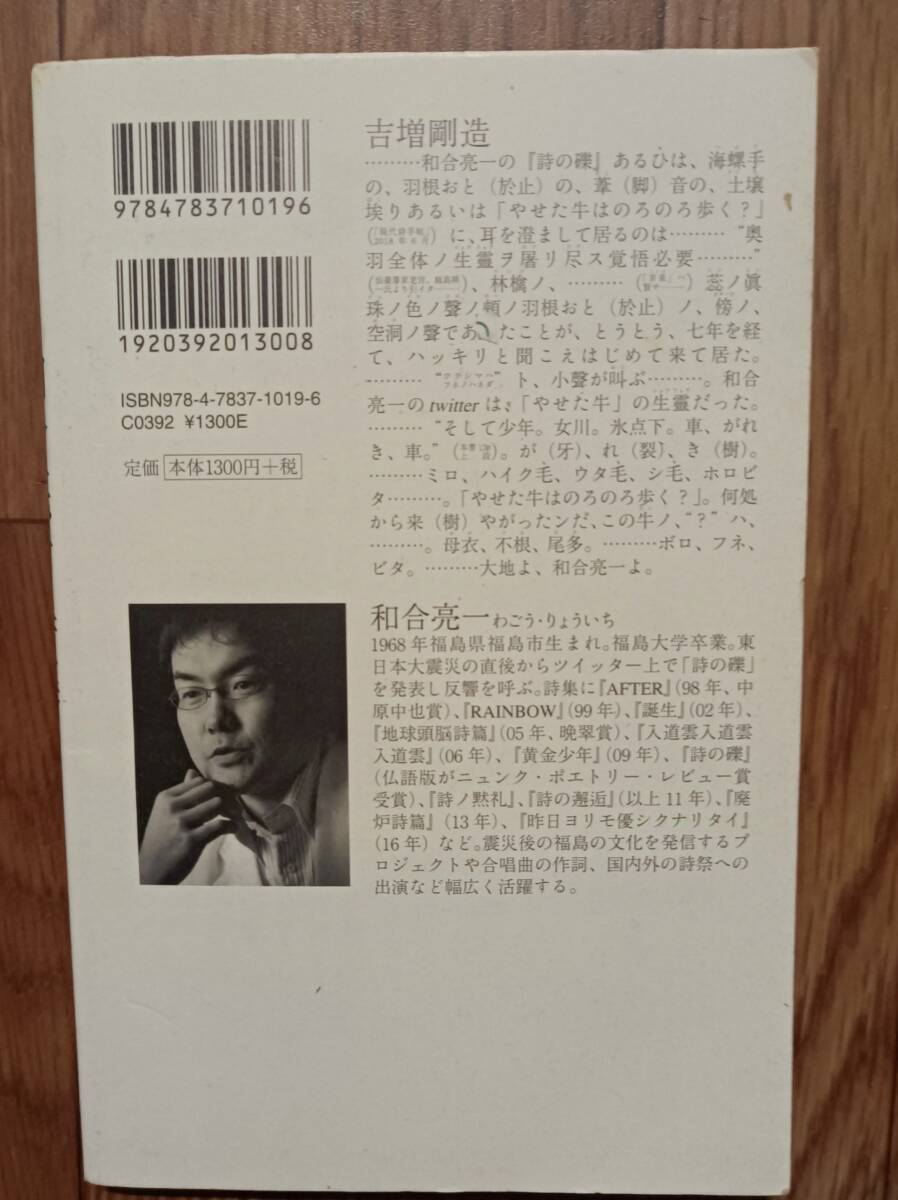 9784783710196
1920392013008
ISBN978-4-7837-1019-6
C0392 ¥1300E
定価 本体1300円+税
吉増剛造
………和合亮一の『詩の礫』あるひは、海螺手
の、羽根おと（於止）の、葦（脚）音の、土壌
埃りあるいは「やせた牛はのろのろ歩く？」
（「現代詩手帖」2018年6月）に、耳を澄まして居るのは………“奥
羽全体ノ生霊ヲ屠リ尽ス覚悟必要………”
、林檎ノ、………蕊ノ眞
珠ノ色ノ聲ノ、頬ノ羽根おと（於止）ノ、傍ノ、
空洞ノ聲であったことが、とうとう、七年を経
て、ハッキリと聞こえはじめて来て居た。
………“ ”ト、小聲が叫ぶ………。和合
亮一のtwitterは、「やせた牛」の生霊だった。
………“そして少年。女川。氷点下。車、がれ
き、車。”。が（牙）、れ（裂）、き（樹）。
………ミロ、ハイク毛、ウタ毛、シ毛、ホロビ
タ………。「やせた牛はのろのろ歩く？」。何処
から来（樹）やがったンだ、この牛ノ、“？”ハ、
………。母衣、不根、尾多。………ボロ、フネ、
ビタ。………大地よ、和合亮一よ。
和合亮一 わごう・りょういち
1968年福島県福島市生まれ。福島大学卒業。東
日本大震災の直後からツイッター上で「詩の礫」
を発表し反響を呼ぶ。詩集に『AFTER』（98年、中
原中也賞）、『RAINBOW』（99年）、『誕生』（02年）、
『地球頭脳詩篇』（05年、晩翠賞）、『入道雲入道雲
入道雲』（06年）、『黄金少年』（09年）、『詩の礫』
（仏語版がニュンク・ポエトリー・レビュー賞
受賞）、『詩ノ黙礼』、『詩の邂逅』（以上11年）、『廃
炉詩篇』（13年）、『昨日ヨリモ優シクナリタイ』
（16年）など。震災後の福島の文化を発信するプ
ロジェクトや合唱曲の作詞、国内外の詩祭への
出演など幅広く活躍する。